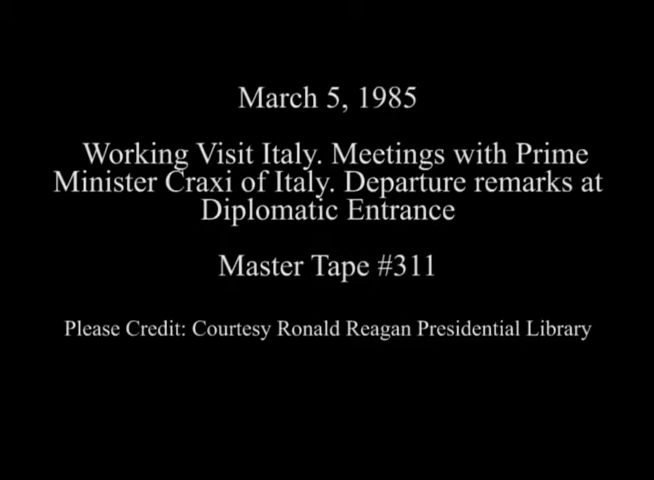 March 5, 1985
Working Visit Italy. Meetings with Prime
Minister Craxi of Italy. Departure remarks at
Diplomatic Entrance
Master Tape #311
Please Credit: Courtesy Ronald Reagan Presidential Library